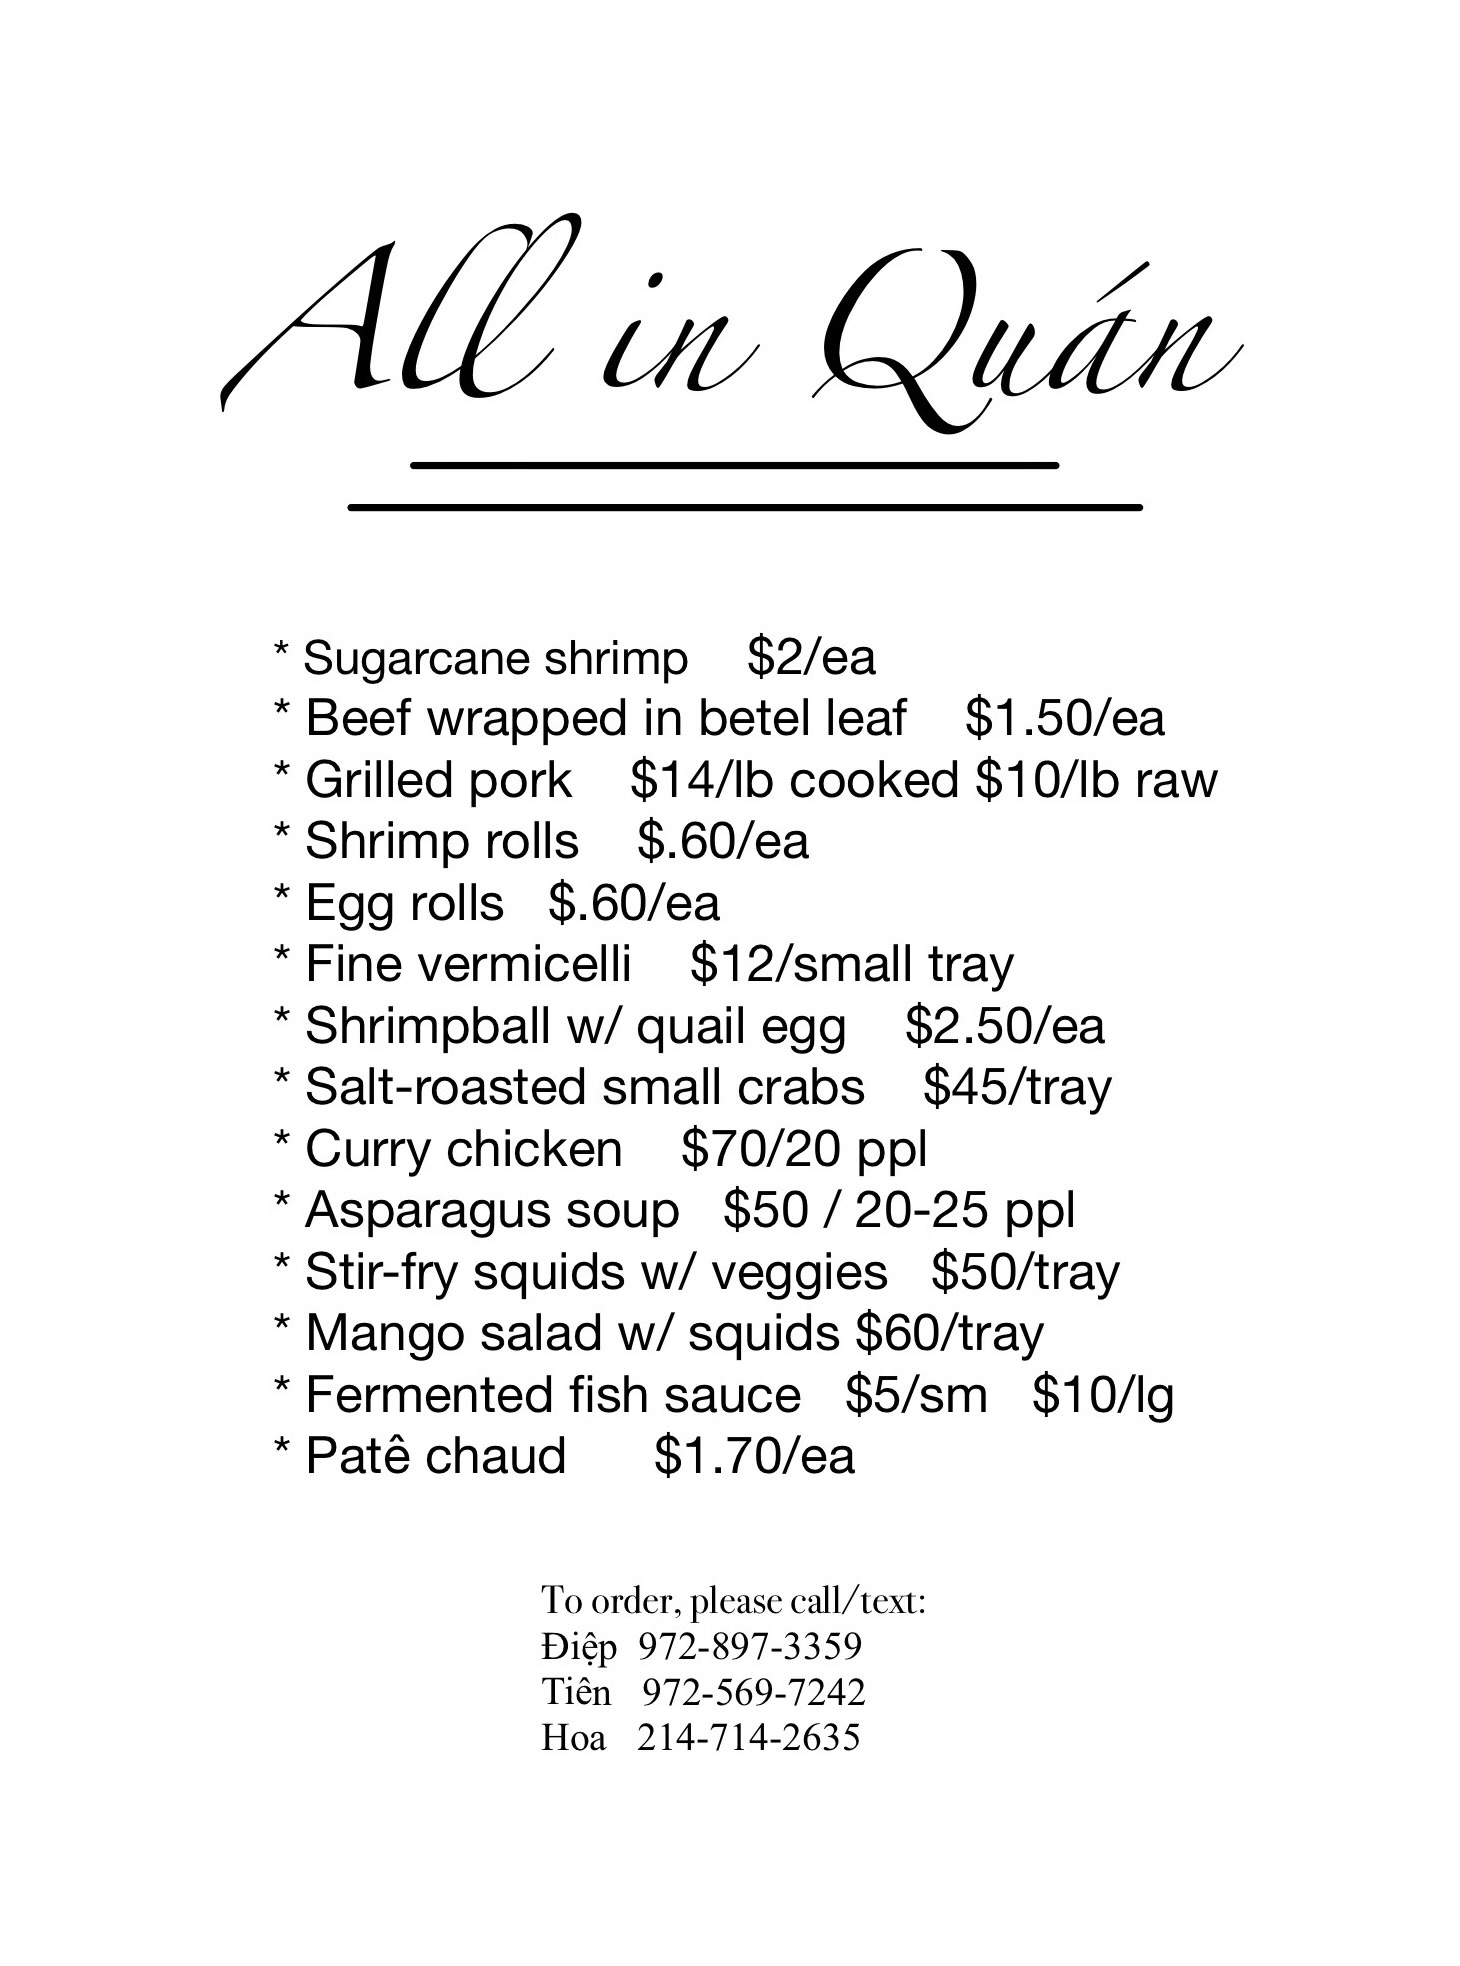 All in Quán
* Sugarcane shrimp $2/ea
* Beef wrapped in betel leaf $1.50/ea
* Grilled pork $14/lb cooked $10/lb raw
* Shrimp rolls $.60/ea
* Egg rolls $.60/ea
* Fine vermicelli $12/small tray
* Shrimpball w/ quail egg $2.50/ea
* Salt-roasted small crabs $45/tray
* Curry chicken $70/20 ppl
* Asparagus soup $50 / 20-25 ppl
* Stir-fry squids w/ veggies $50/tray
* Mango salad w/ squids $60/tray
* Fermented fish sauce $5/sm $10/lg
* Patê chaud $1.70/ea
To order, please call/text:
Điệp 972-897-3359
Tiên 972-569-7242
Hoa 214-714-2635